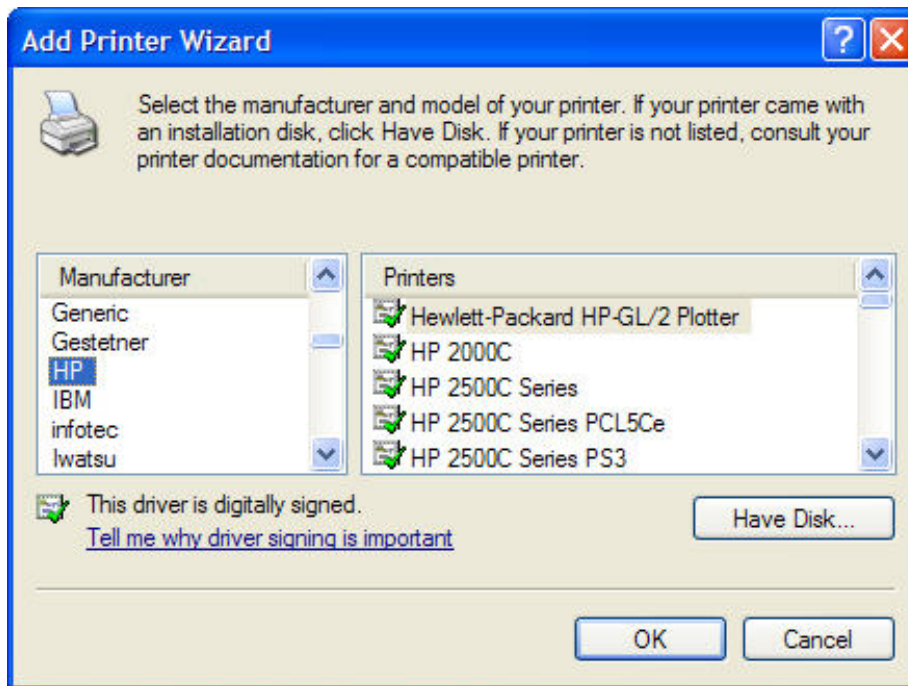 Add Printer Wizard
Select the manufacturer and model of your printer. If your printer came with
an installation disk, click Have Disk. If your printer is not listed, consult your
printer documentation for a compatible printer.
Manufacturer
Generic
Gestetner
HP
IBM
infotec
Iwatsu
Printers
Hewlett-Packard HP-GL/2 Plotter
HP 2000C
HP 2500C Series
HP 2500C Series PCL5Ce
HP 2500C Series PS3
This driver is digitally signed.
Tell me why driver signing is important
Have Disk...
OK
Cancel